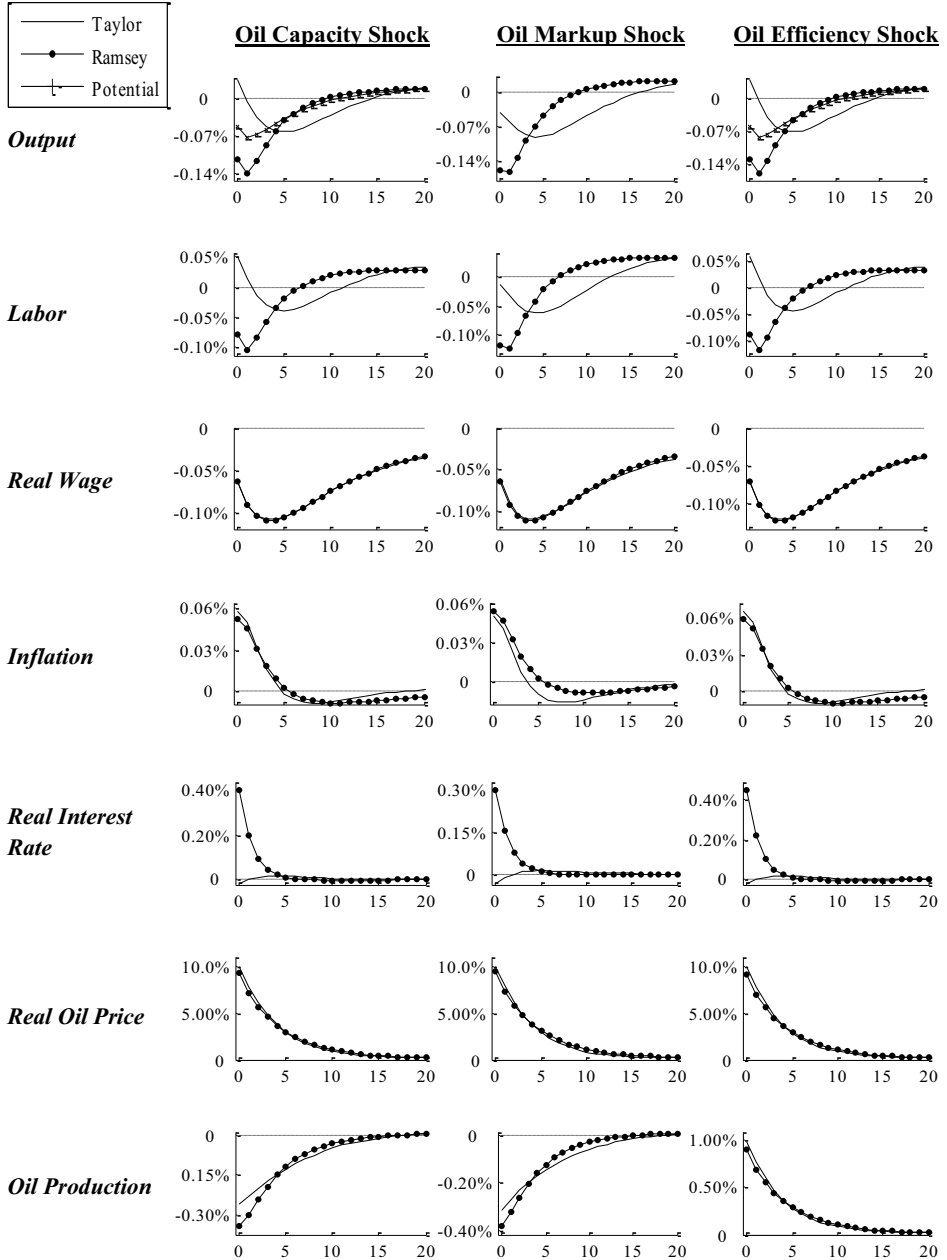 Taylor
Ramsey
Potential
Oil Capacity Shock Oil Markup Shock Oil Efficiency Shock
Output
0
-0.07%
-0.14%
0 5 10 15 20
0
-0.07%
-0.14%
0 5 10 15 20
0
-0.07%
-0.14%
0 5 10 15 20
Labor
0.05%
0
-0.05%
-0.10%
0 5 10 15 20
0
-0.05%
-0.10%
0 5 10 15 20
0.05%
0
-0.05%
-0.10%
0 5 10 15 20
Real Wage
0
-0.05%
-0.10%
0 5 10 15 20
0
-0.05%
-0.10%
0 5 10 15 20
0
-0.05%
-0.10%
0 5 10 15 20
Inflation
0.06%
0.03%
0
0 5 10 15 20
0.06%
0.03%
0
0 5 10 15 20
0.06%
0.03%
0
0 5 10 15 20
Real Interest
Rate
0.40%
0.20%
0
0 5 10 15 20
0.30%
0.15%
0
0 5 10 15 20
0.40%
0.20%
0
0 5 10 15 20
Real Oil Price
10.0%
5.00%
0
0 5 10 15 20
10.0%
5.00%
0
0 5 10 15 20
10.0%
5.00%
0
0 5 10 15 20
Oil Production
0
0.15%
-0.30%
0 5 10 15 20
0
-0.20%
-0.40%
0 5 10 15 20
1.00%
0.50%
0
0 5 10 15 20